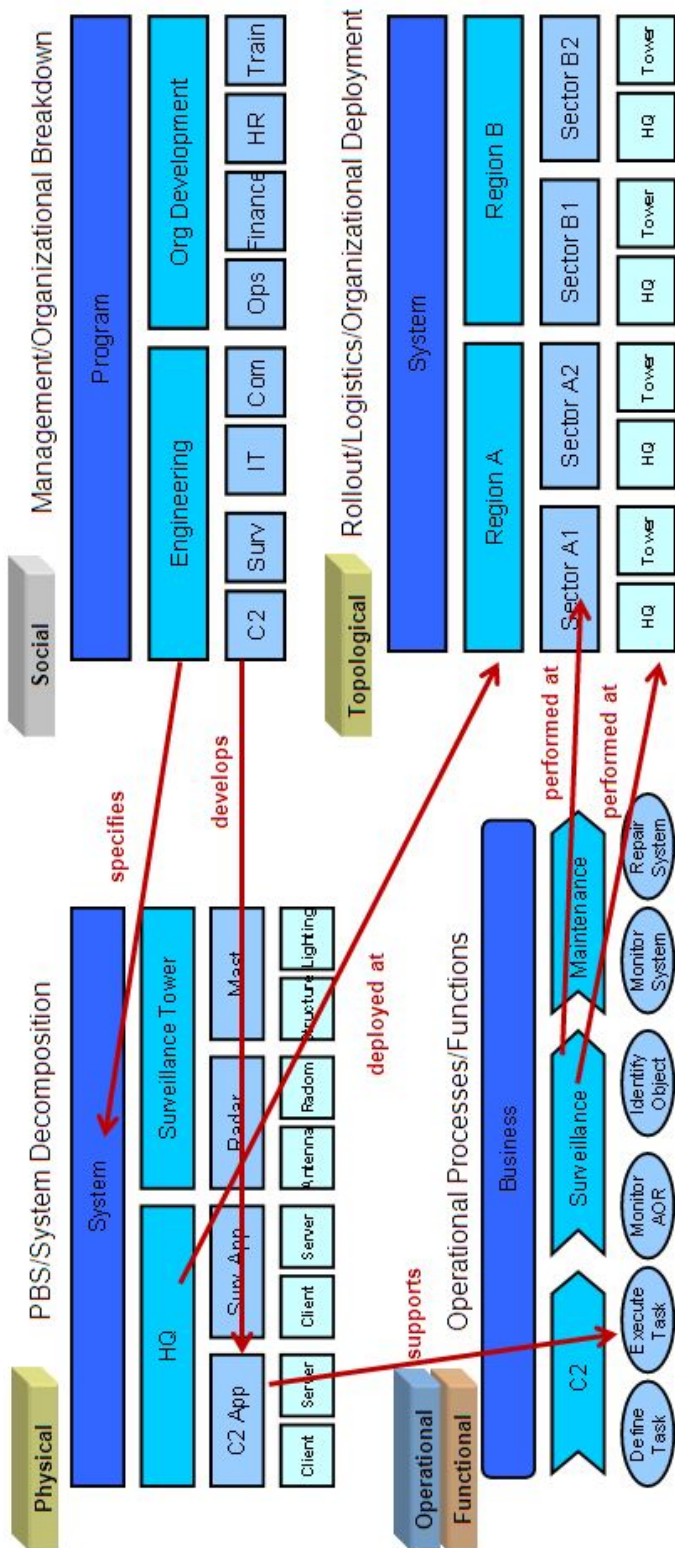 Physical
PBS/System Decomposition
System
HQ
Surveillance Tower
C2 App
Surv App
Radar
Mast
Client
Server
Client
Server
Antenna
Radom
Structure
Lighting
specifies
develops
deployed at
supports
Social
Management/Organizational Breakdown
Program
Engineering
Org Development
C2
Surv
IT
Com
Ops
Finance
HR
Train
Operational
Functional
Operational Processes/Functions
Business
C2
Surveillance
Maintenance
Define
Task
Execute
Task
Monitor
AOR
Identify
Object
Monitor
System
Repair
System
performed at
performed at
Topological
Rollout/Logistics/Organizational Deployment
System
Region A
Region B
Sector A1
Sector A2
Sector B1
Sector B2
HQ
Tower
HQ
Tower
HQ
Tower
HQ
Tower